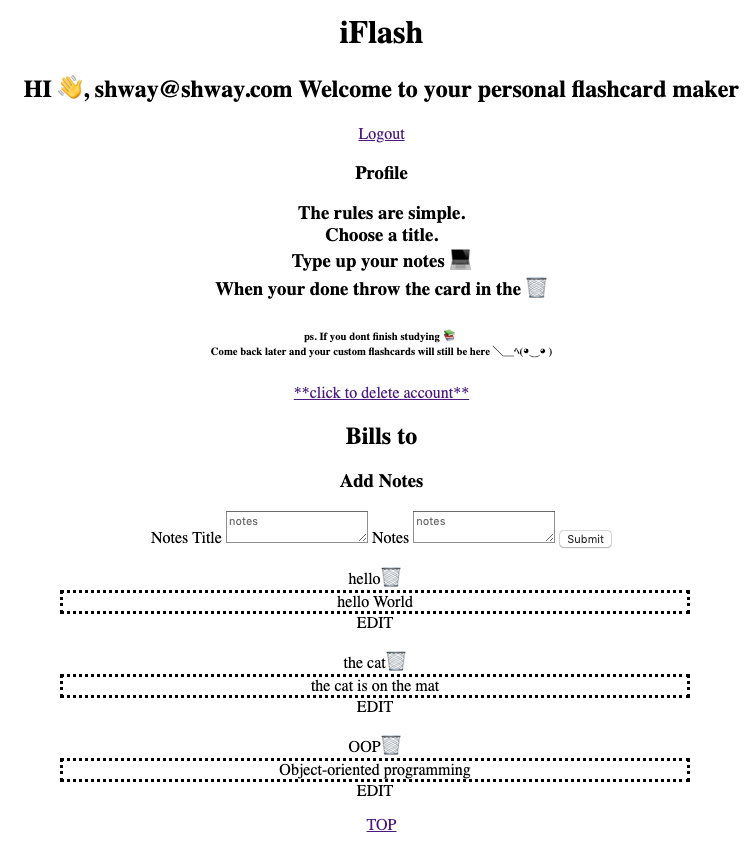 iFlash
HI 👋, shway@shway.com Welcome to your personal flashcard maker
Logout
Profile
The rules are simple.
Choose a title.
Type up your notes 💻
When your done throw the card in the 🗑️
ps. If you dont finish studying 📚
Come back later and your custom flashcards will still be here ＼＿ヘ(◕‿◕ )
**click to delete account**
Bills to
Add Notes
Notes Title notes Notes notes Submit
hello🗑️
hello World
EDIT
the cat🗑️
the cat is on the mat
EDIT
OOP🗑️
Object-oriented programming
EDIT
TOP